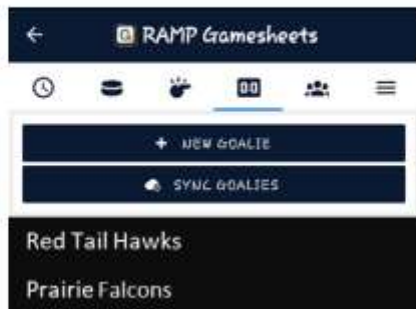 RAMP Gamesheets
+ NEW GOALIE
SYNC GOALIES
Red Tail Hawks
Prairie Falcons